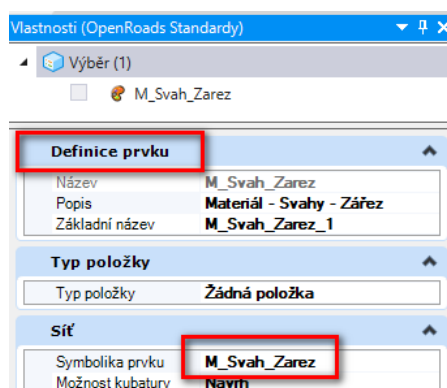 Vlastnosti (OpenRoads Standardy)
Výběr (1)
M_Svah_Zarez
Definice prvku
Název M_Svah_Zarez
Popis Materiál - Svahy - Zářez
Základní název M_Svah_Zarez_1
Typ položky
Typ položky Žádná položka
Síť
Symbolika prvku M_Svah_Zarez
Možnost kubatury Návrh